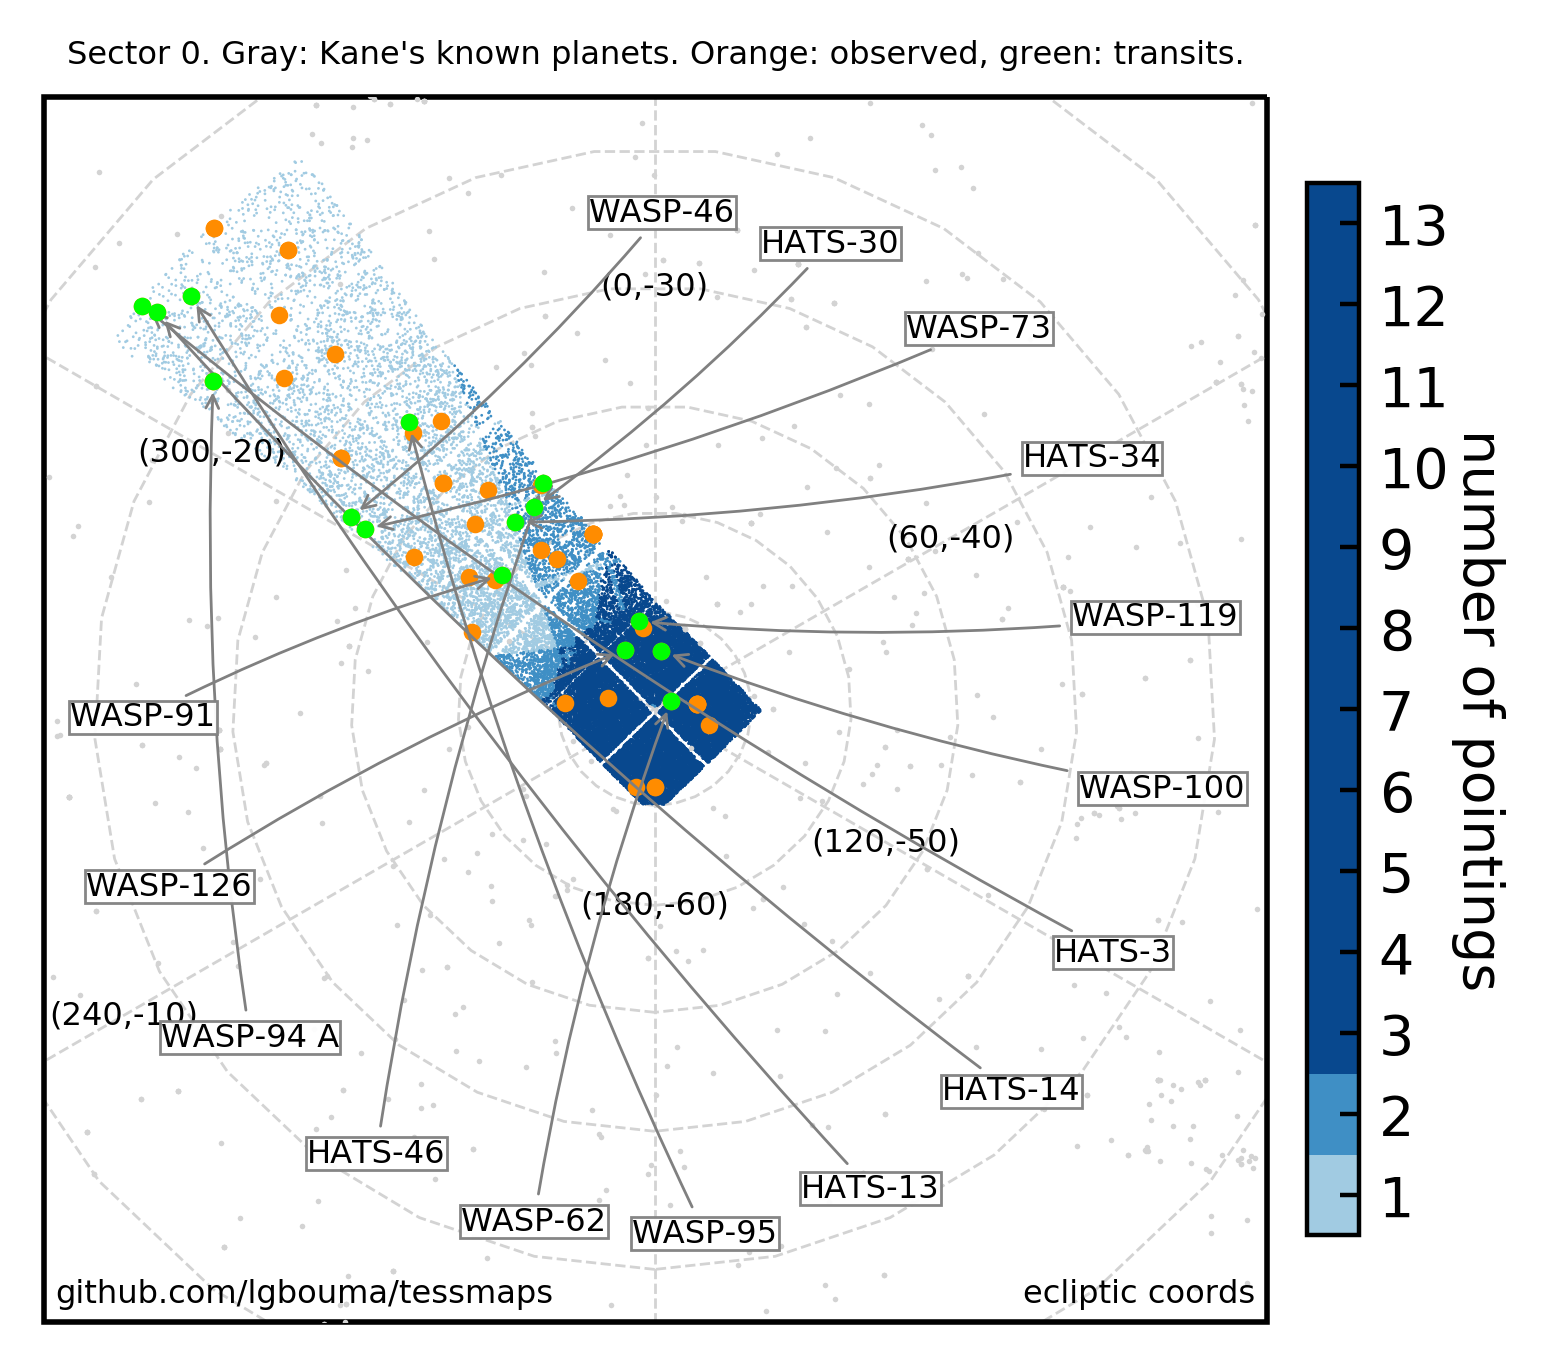 Sector 0. Gray: Kane's known planets. Orange: observed, green: transits.
WASP-46
HATS-30
(0,-30)
WASP-73
(300,-20)
HATS-34
(60,-40)
WASP-119
WASP-91
WASP-100
(120,-50)
WASP-126
(180,-60)
HATS-3
(240,-10)
WASP-94 A
HATS-14
HATS-46
HATS-13
WASP-62
WASP-95
github.com/lgbouma/tessmaps
ecliptic coords
13
12
11
10
9
8
7
6
5
4
3
2
1
number of pointings